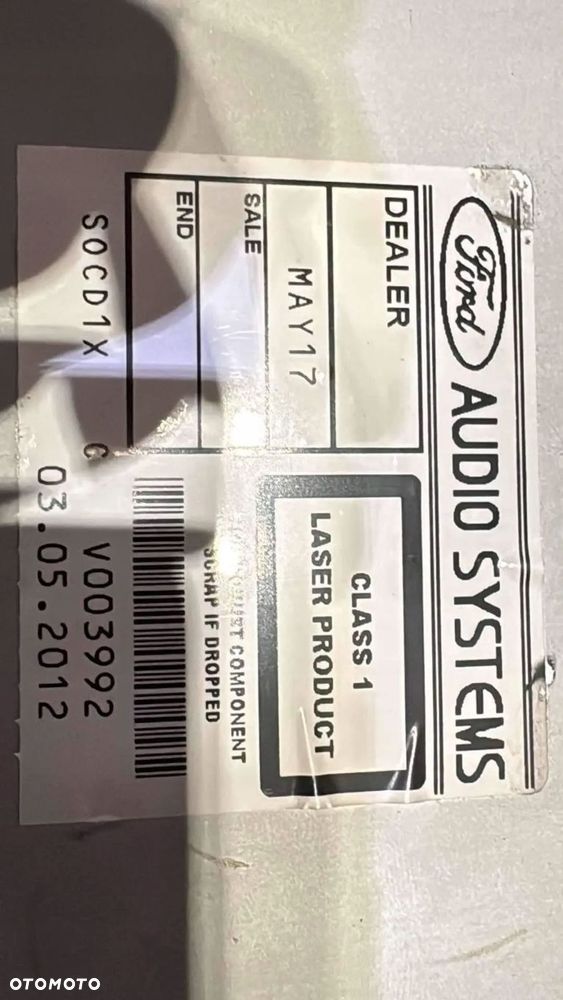 Ford AUDIO SYSTEMS
DEALER
MAY17
SALE
END
CLASS 1
LASER PRODUCT
COMPONENT
SCRAP IF DROPPED
SOCD1X C V003992
03.05.2012
OTOMOTO